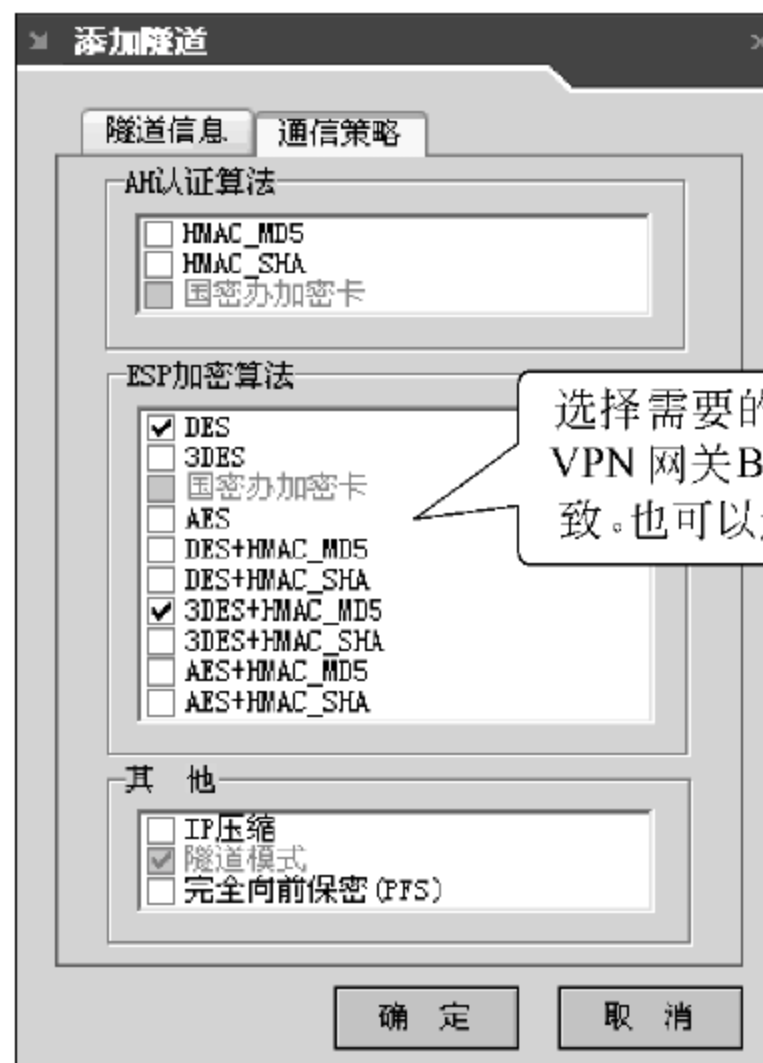 添加隧道
隧道信息 通信策略
AH认证算法
HMAC_MD5
HMAC_SHA
国密办加密卡
ESP加密算法
DES
3DES
国密办加密卡
AES
DES+HMAC_MD5
DES+HMAC_SHA
3DES+HMAC_MD5
3DES+HMAC_SHA
AES+HMAC_MD5
AES+HMAC_SHA
选择需要的
VPN 网关B
致。也可以
其 他
IP压缩
隧道模式
完全向前保密(PFS)
确 定 取 消